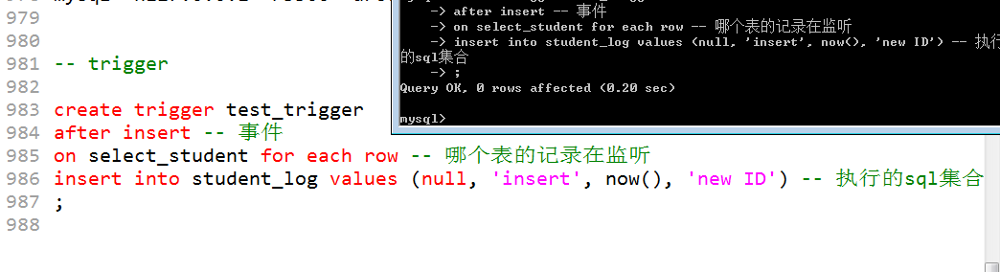 979
980
981 -- trigger
982
983 create trigger test_trigger
984 after insert -- 事件
985 on select_student for each row -- 哪个表的记录在监听
986 insert into student_log values (null, 'insert', now(), 'new ID') -- 执行的sql集合
987 ;
988
-> after insert -- 事件
-> on select_student for each row -- 哪个表的记录在监听
-> insert into student_log values (null, 'insert', now(), 'new ID') -- 执行
的sql集合
-> ;
Query OK, 0 rows affected (0.20 sec)
mysql>